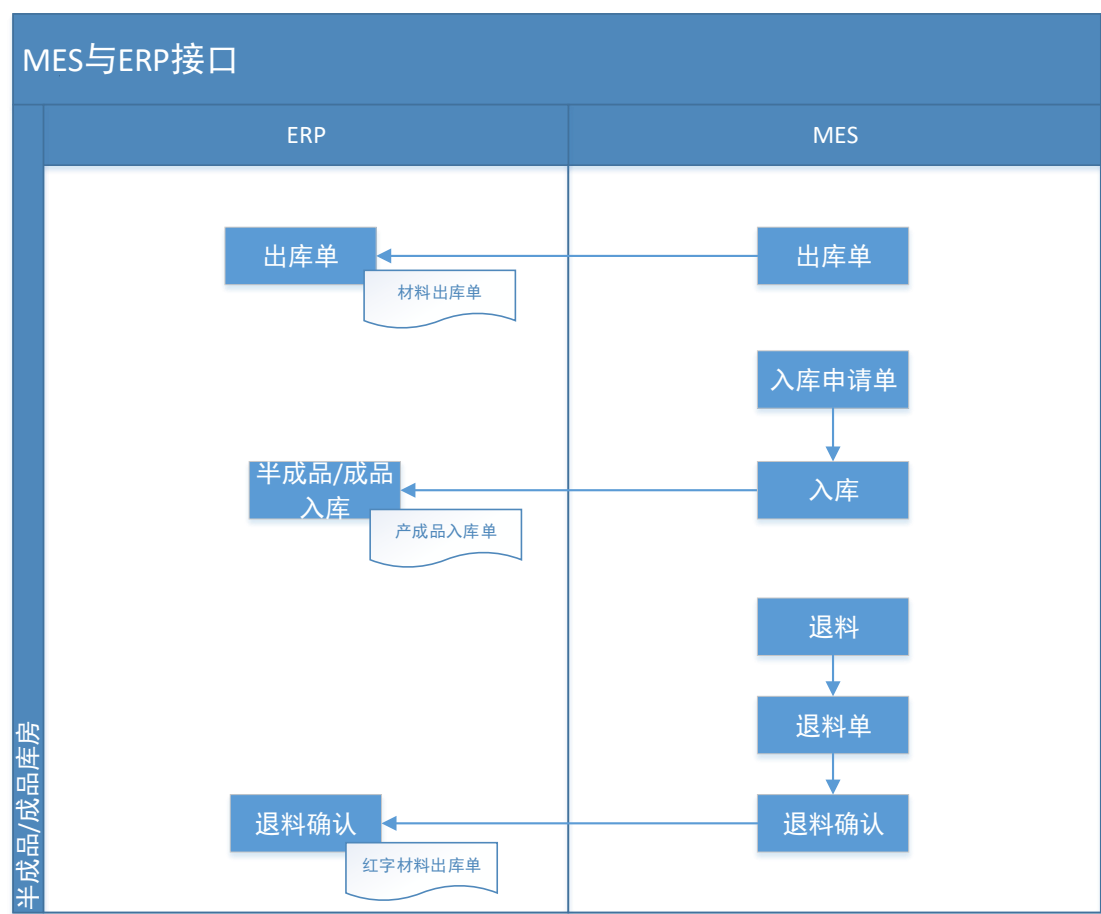 MES与ERP接口
ERP
MES
出库单
出库单
材料出库单
入库申请单
半成品/成品
入库
入库
产成品入库单
退料
退料单
退料确认
退料确认
红字材料出库单
半成品/成品库房